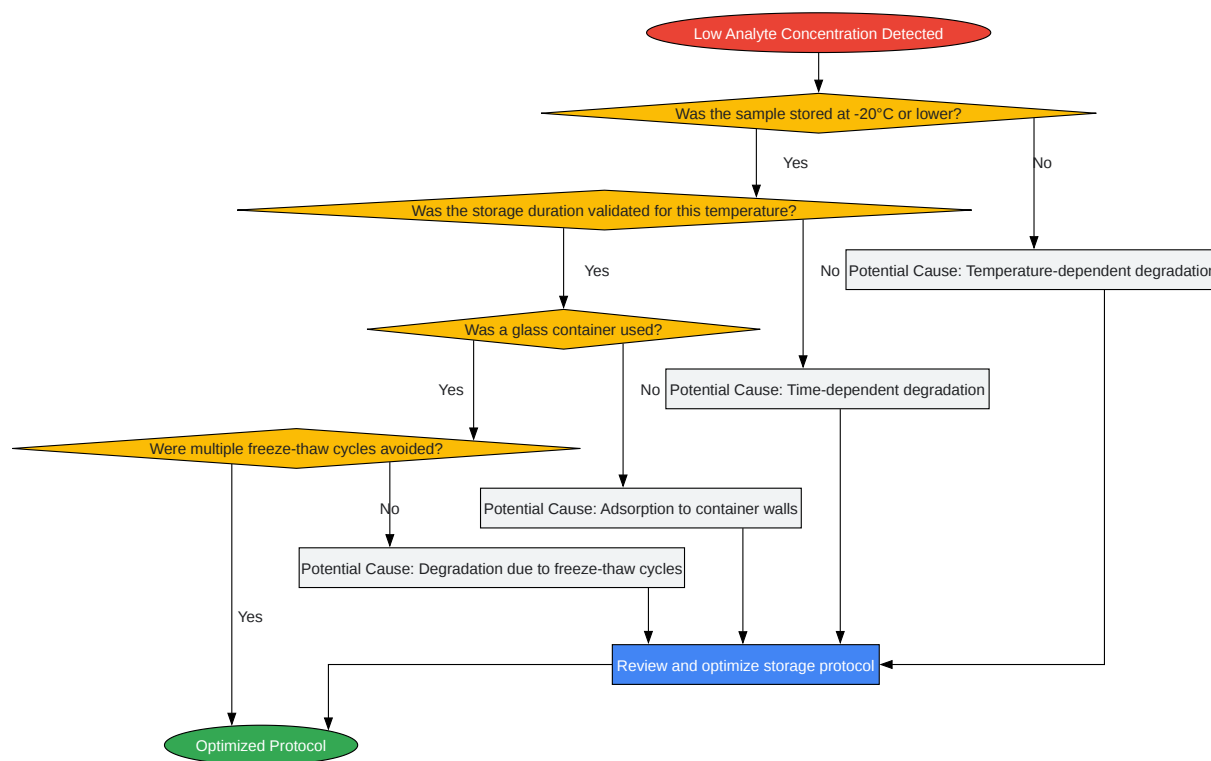 Low Analyte Concentration Detected
Was the sample stored at -20°C or lower?
Yes
No
Was the storage duration validated for this temperature?
Yes
No
Potential Cause: Temperature-dependent degradation
Was a glass container used?
Yes
No
Potential Cause: Time-dependent degradation
Were multiple freeze-thaw cycles avoided?
No
Potential Cause: Adsorption to container walls
Potential Cause: Degradation due to freeze-thaw cycles
Yes
Review and optimize storage protocol
Optimized Protocol